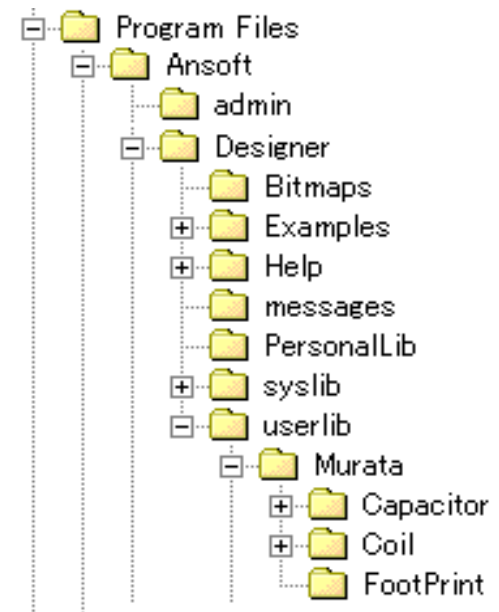 Program Files
Ansoft
admin
Designer
Bitmaps
Examples
Help
messages
PersonalLib
syslib
userlib
Murata
Capacitor
Coil
FootPrint